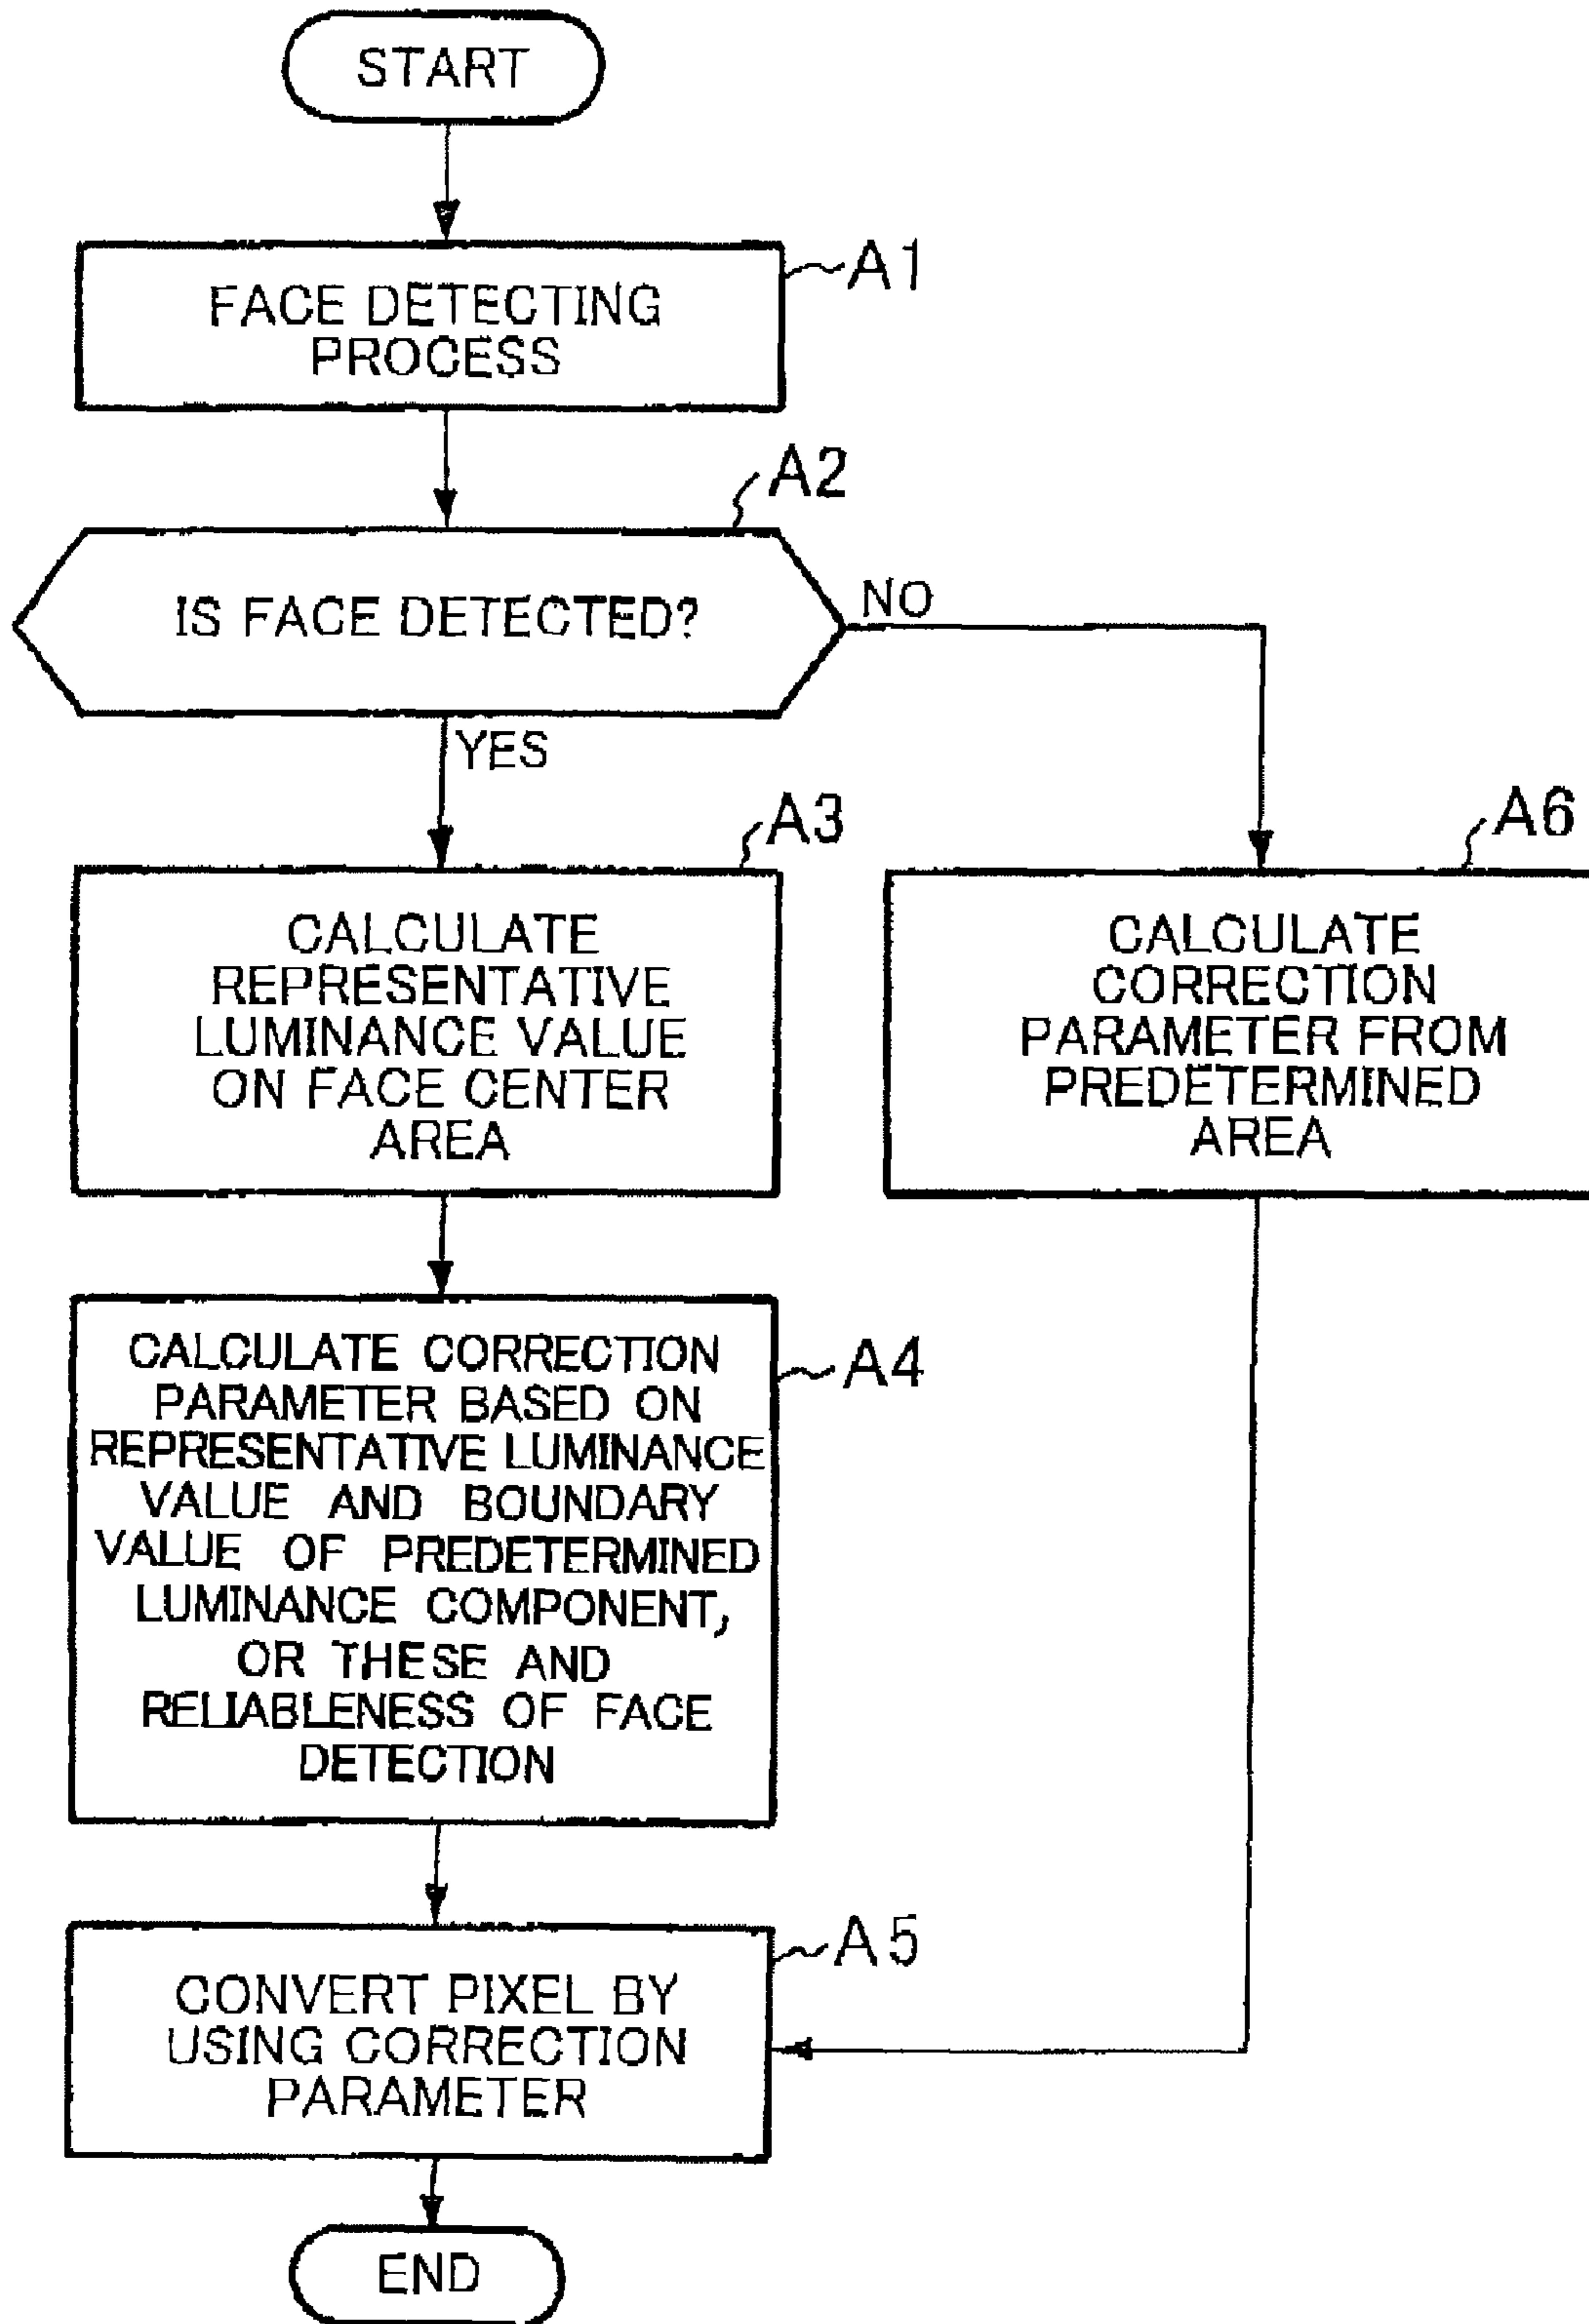 START
FACE DETECTING
PROCESS
A1
A2
IS FACE DETECTED?
NO
YES
A3
CALCULATE
REPRESENTATIVE
LUMINANCE VALUE
ON FACE CENTER
AREA
A6
CALCULATE
CORRECTION
PARAMETER FROM
PREDETERMINED
AREA
CALCULATE CORRECTION
PARAMETER BASED ON
REPRESENTATIVE LUMINANCE
VALUE AND BOUNDARY
VALUE OF PREDETERMINED
LUMINANCE COMPONENT,
OR THESE AND
RELIABLENESS OF FACE
DETECTION
A4
CONVERT PIXEL BY
USING CORRECTION
PARAMETER
A5
END